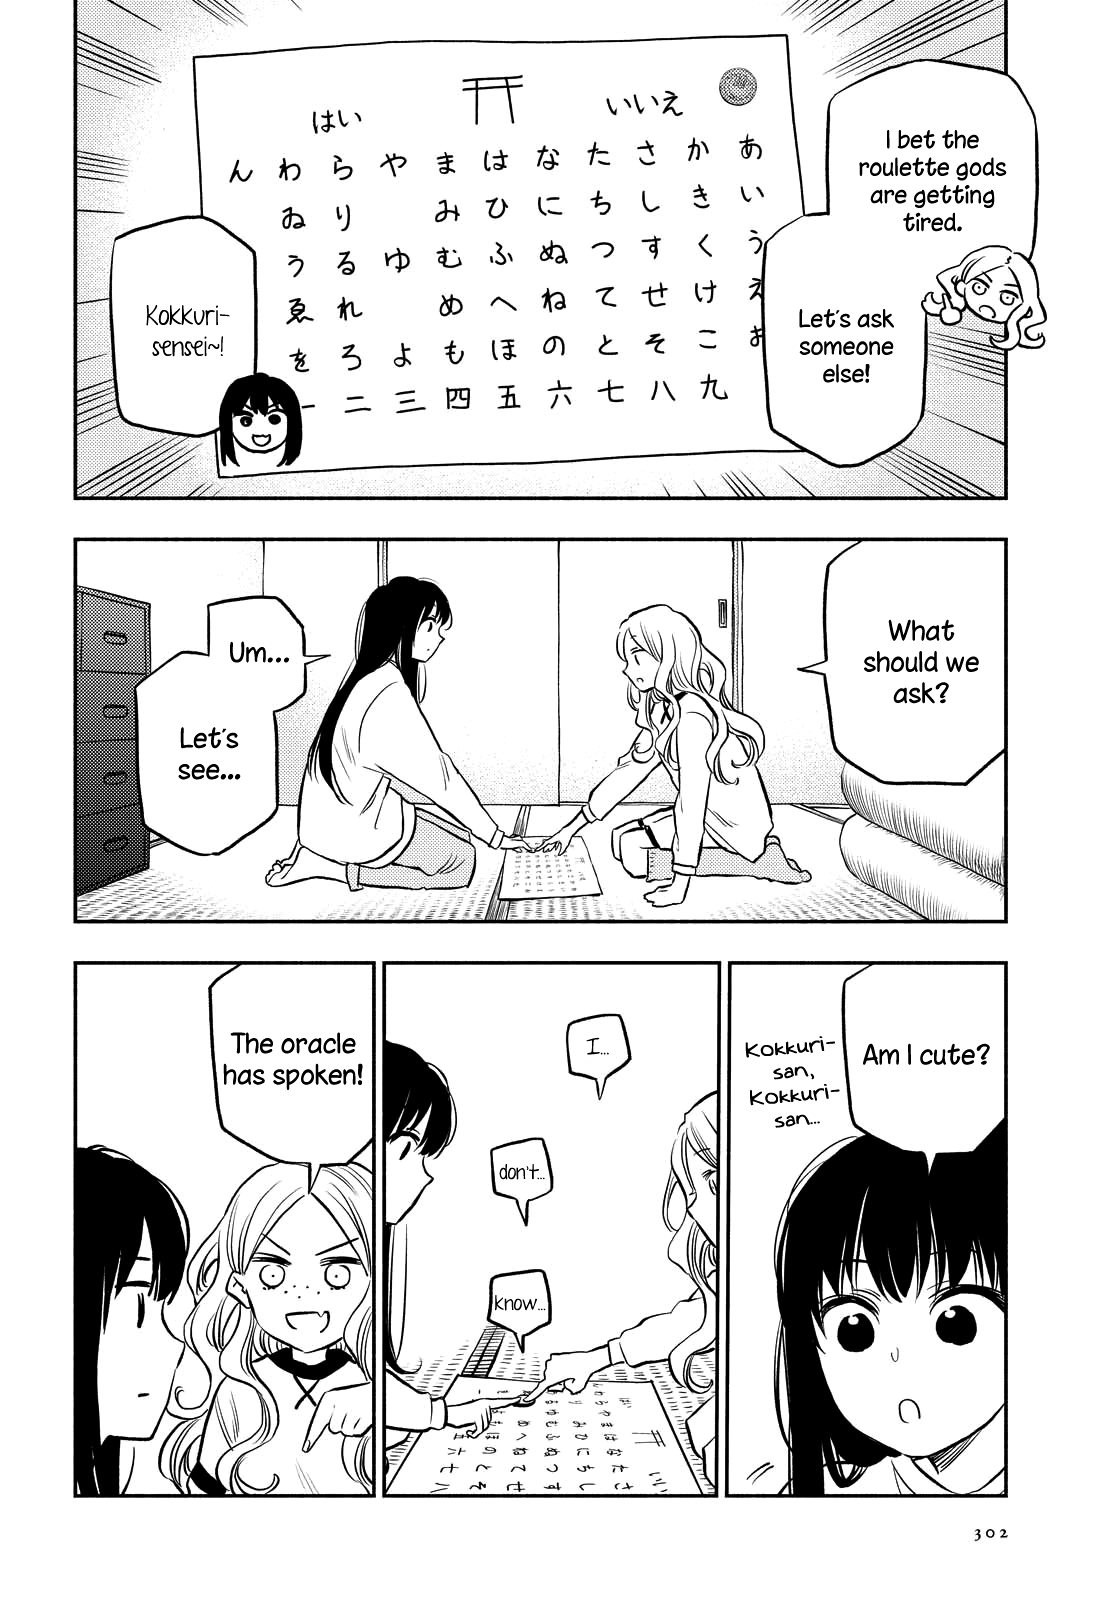 I bet the
roulette gods
are getting
tired.
Let's ask
someone
else!
はい
いいえ
ん わ ら や ま は な た さ か あ
ゐ り み ひ に ち し き い
う る ゆ む ふ ぬ つ す く う
ゑ れ め へ ね て せ け え
を ろ よ も ほ の と そ こ お
一 二 三 四 五 六 七 八 九
Kokkuri-
sensei~!
What
should we
ask?
Um...
Let's
see...
Am I cute?
Kokkuri-
san,
Kokkuri-
san...
I...
don't...
know...
The oracle
has spoken!
302